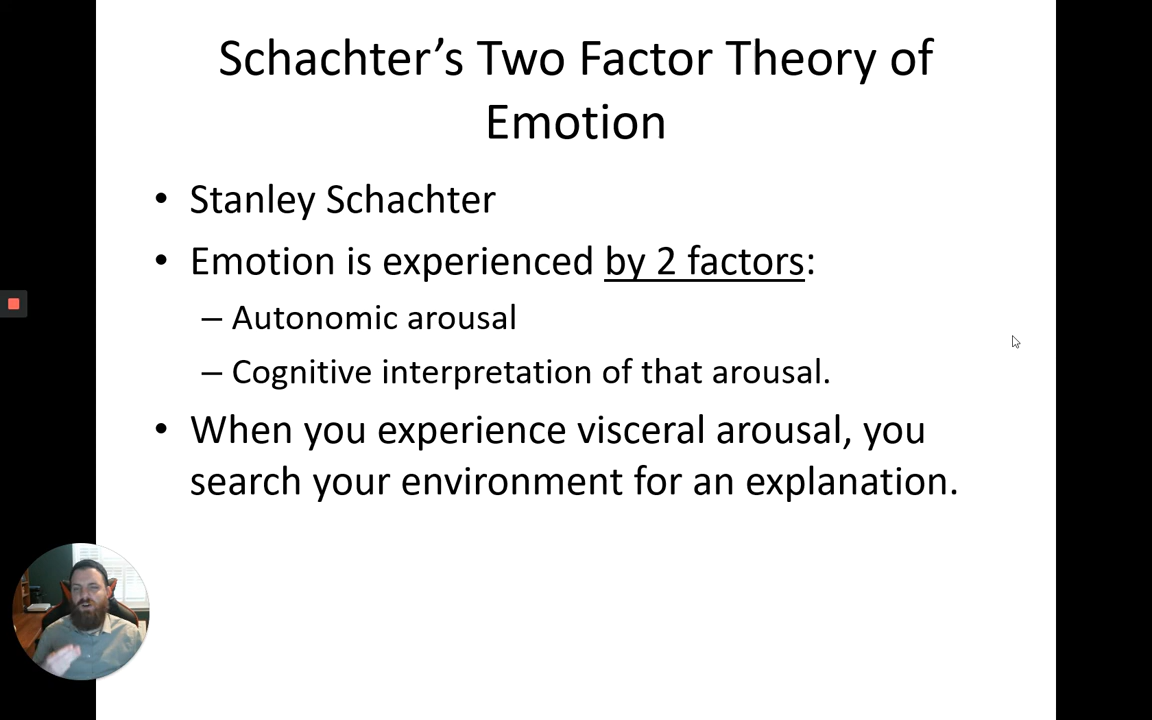 Schachter’s Two Factor Theory of
Emotion
• Stanley Schachter
• Emotion is experienced by 2 factors:
– Autonomic arousal
– Cognitive interpretation of that arousal.
• When you experience visceral arousal, you
search your environment for an explanation.